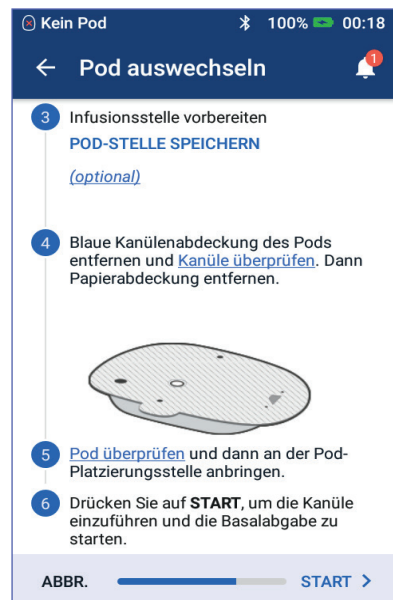 Kein Pod 100% 00:18
Pod auswechseln 1
3 Infusionsstelle vorbereiten
POD-STELLE SPEICHERN
(optional)
4 Blaue Kanülenabdeckung des Pods
entfernen und Kanüle überprüfen. Dann
Papierabdeckung entfernen.
5 Pod überprüfen und dann an der Pod-
Platzierungsstelle anbringen.
6 Drücken Sie auf START, um die Kanüle
einzuführen und die Basalabgabe zu
starten.
ABBR. START